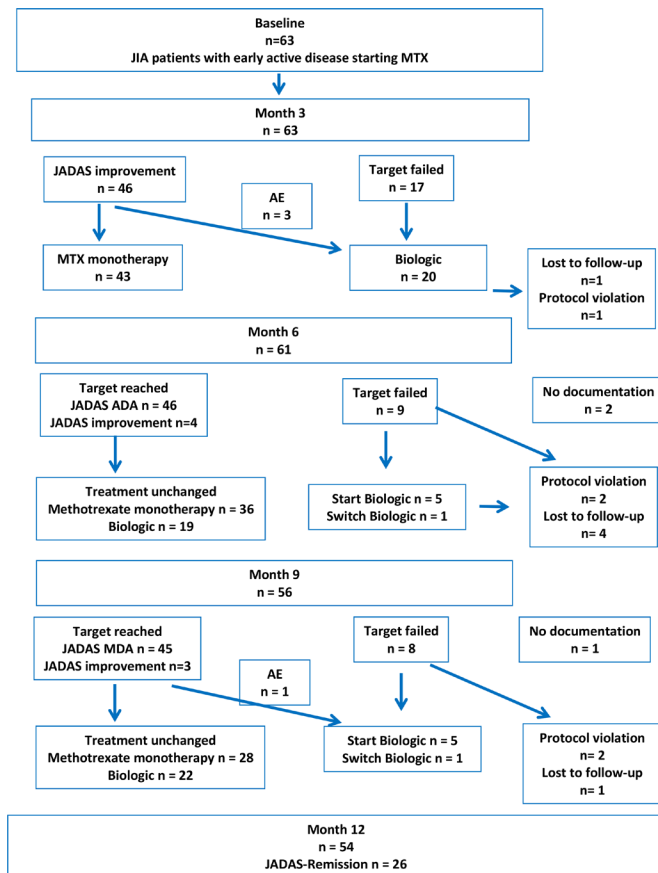 Baseline
n=63
JIA patients with early active disease starting MTX
Month 3
n = 63
JADAS improvement
n = 46
AE
n = 3
Target failed
n = 17
MTX monotherapy
n = 43
Biologic
n = 20
Lost to follow-up
n=1
Protocol violation
n=1
Month 6
n = 61
Target reached
JADAS ADA n = 46
JADAS improvement n=4
Target failed
n = 9
No documentation
n = 2
Treatment unchanged
Methotrexate monotherapy n = 36
Biologic n = 19
Start Biologic n = 5
Switch Biologic n = 1
Protocol violation
n= 2
Lost to follow-up
n= 4
Month 9
n = 56
Target reached
JADAS MDA n = 45
JADAS improvement n=3
AE
n = 1
Target failed
n = 8
No documentation
n = 1
Treatment unchanged
Methotrexate monotherapy n = 28
Biologic n = 22
Start Biologic n = 5
Switch Biologic n = 1
Protocol violation
n= 2
Lost to follow-up
n= 1
Month 12
n = 54
JADAS-Remission n = 26